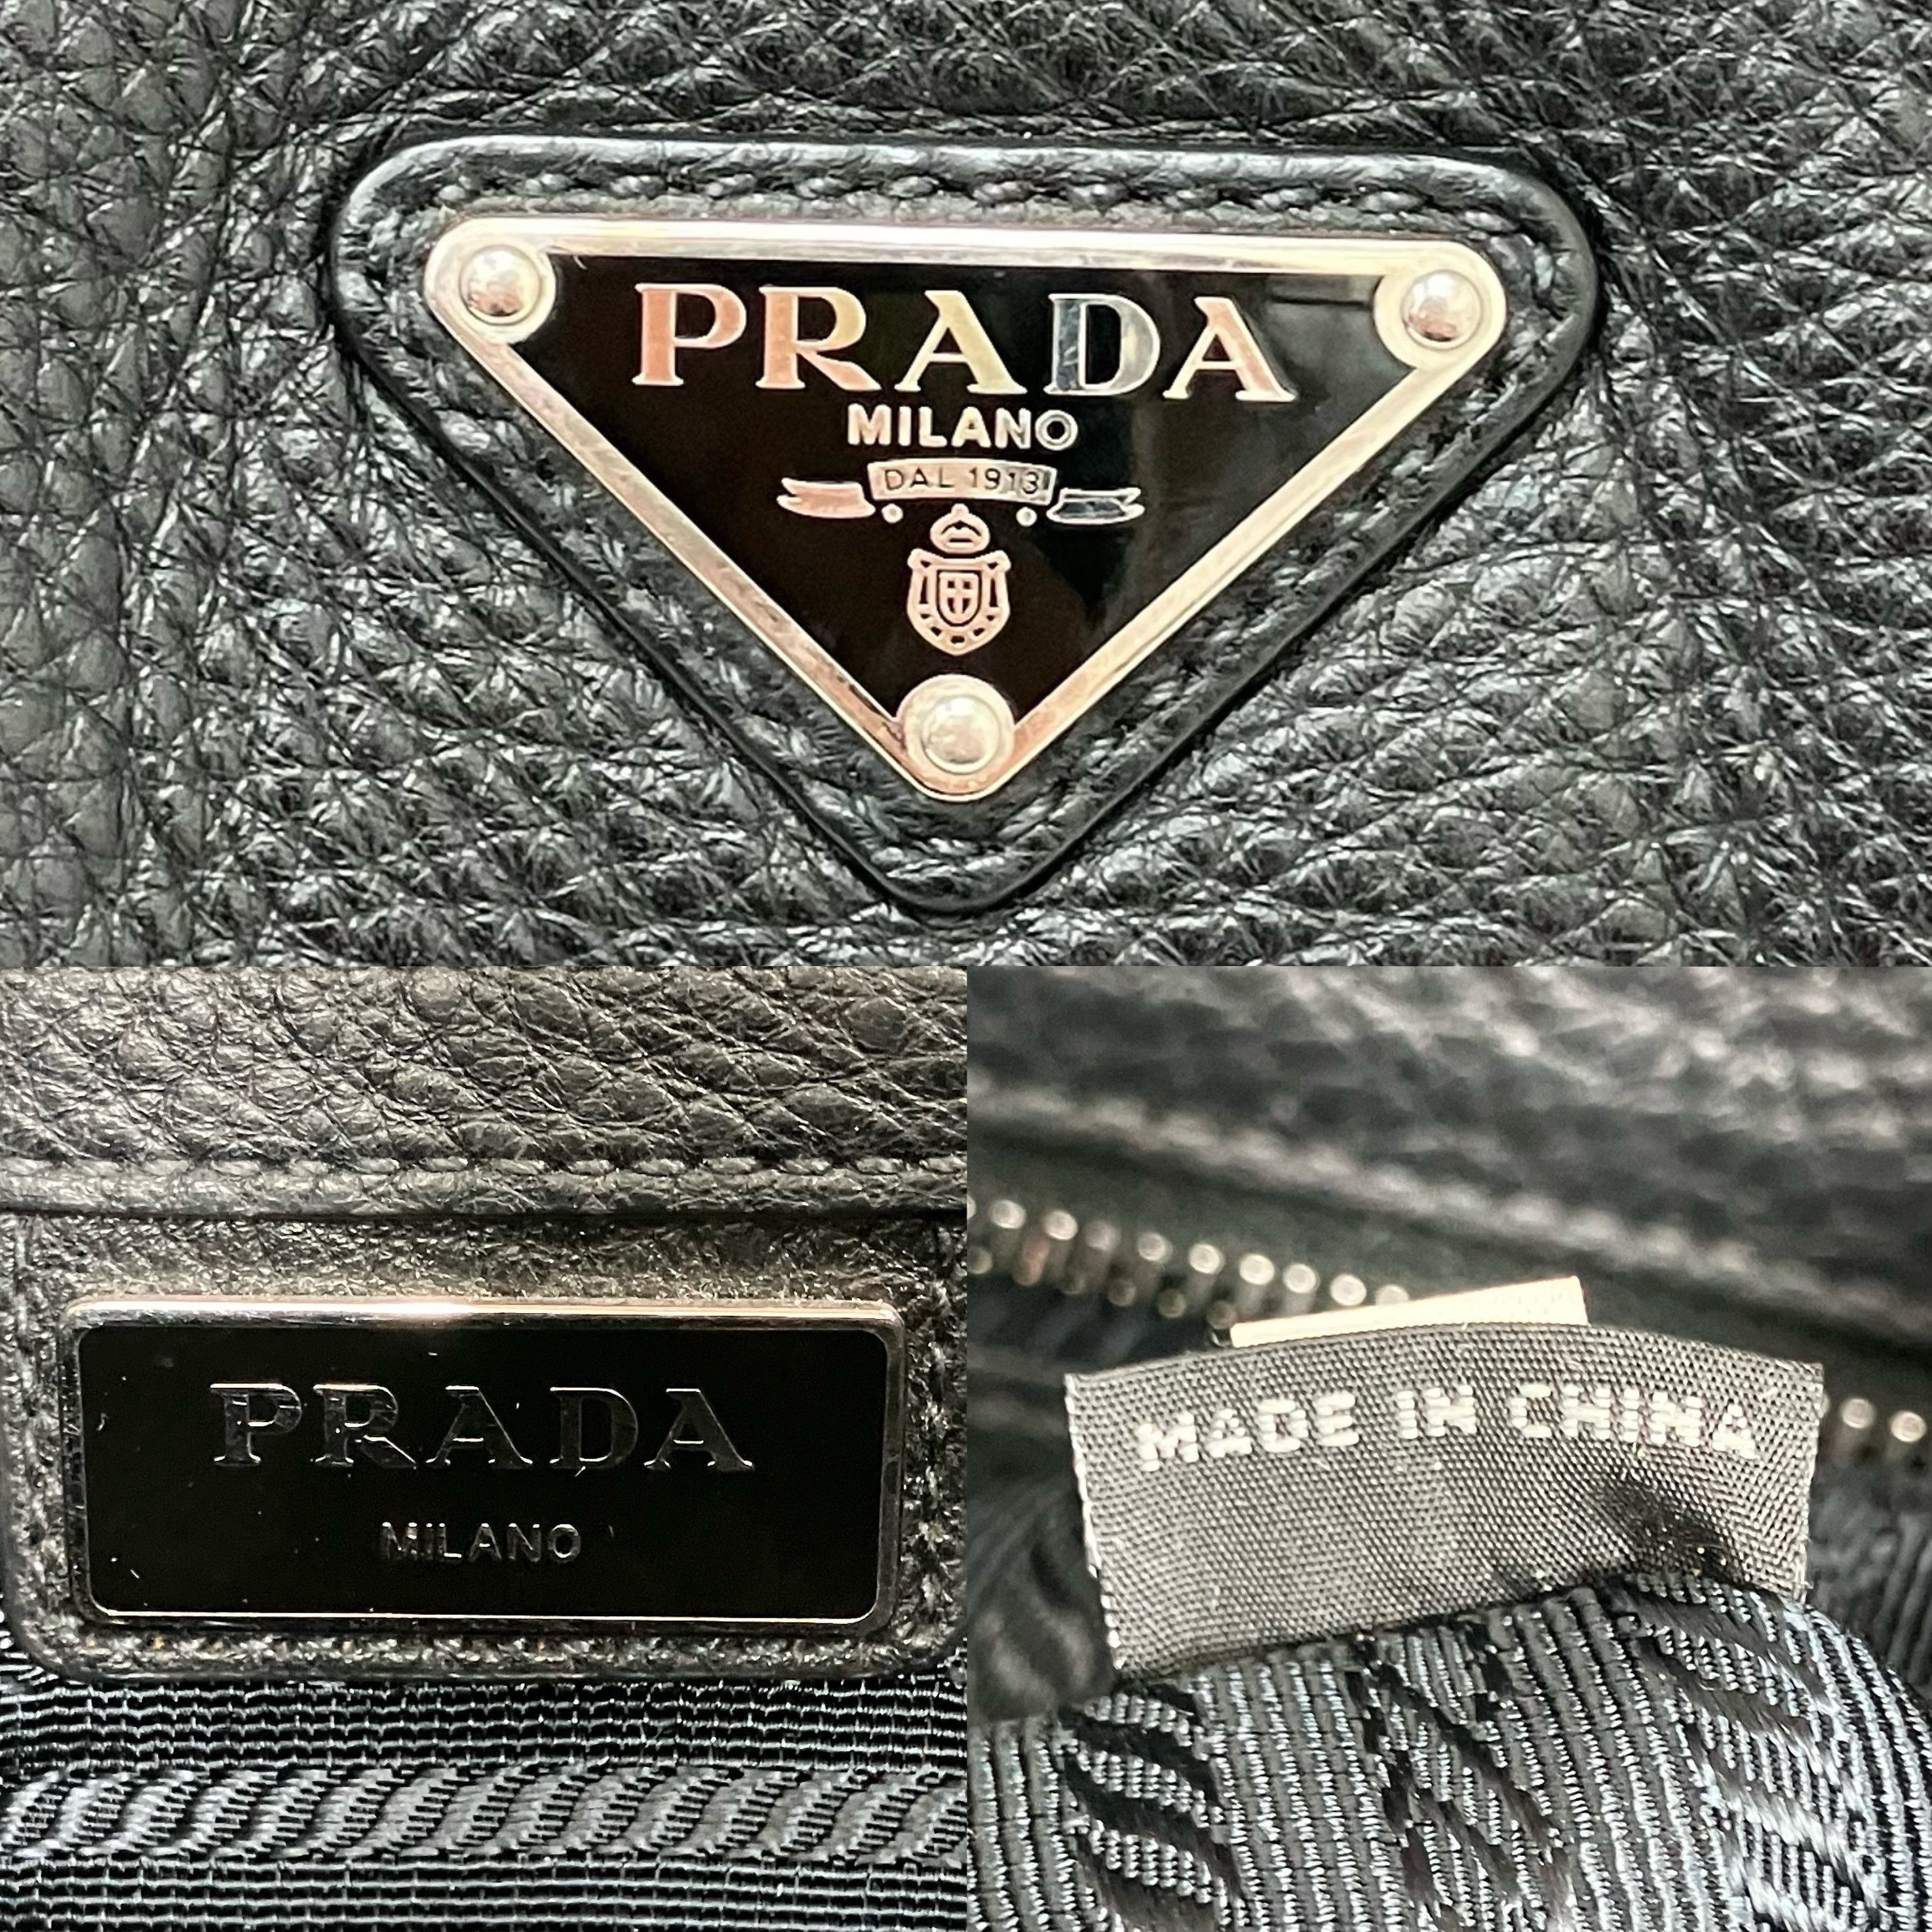 PRADA
MILANO
DAL 1913
PRADA
MILANO
MADE IN CHINA